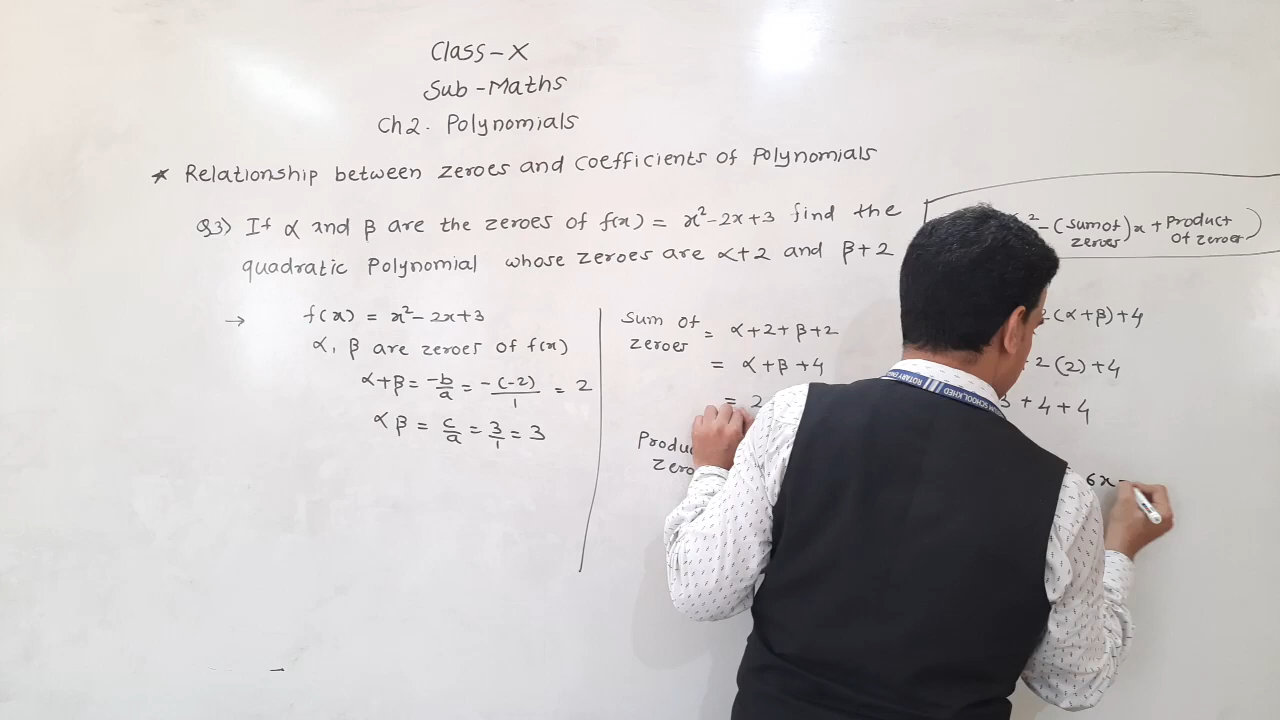 Class-X
Sub-Maths
Ch2. Polynomials
* Relationship between zeroes and coefficients of Polynomials
Q3) If α and β are the zeroes of f(x) = x²-2x+3 find the
quadratic Polynomial whose zeroes are α+2 and β+2
² - (sum of zeroes)x + Product of zeroes)
→ f(x) = x²-2x+3
α, β are zeroes of f(x)
α+β = -b/a = -(-2)/1 = 2
αβ = c/a = 3/1 = 3
Sum of zeroes = α+2+β+2
= α+β+4
= 2
2(α+β)+4
2(2)+4
+4+4
6x
ROTARY